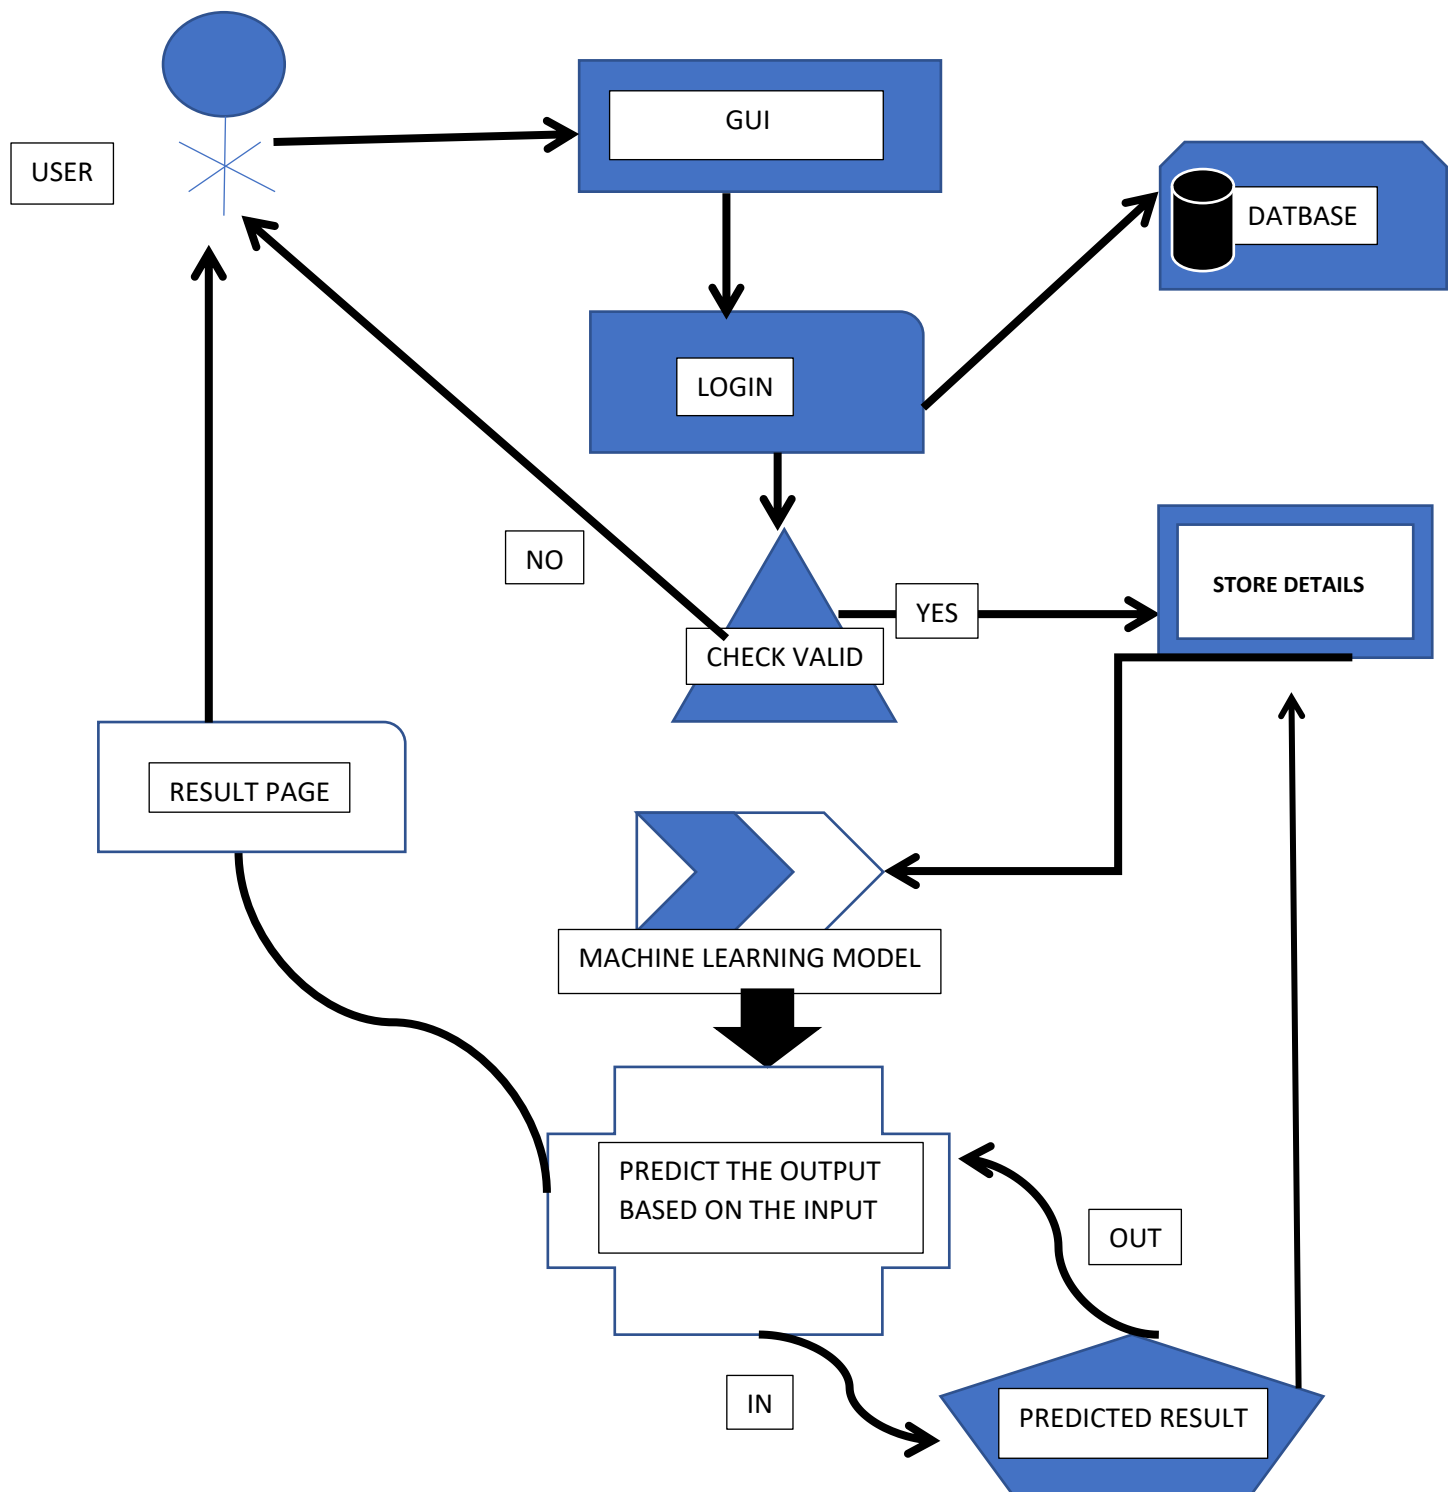 GUI
USER
DATBASE
LOGIN
NO
YES
STORE DETAILS
CHECK VALID
RESULT PAGE
MACHINE LEARNING MODEL
PREDICT THE OUTPUT
BASED ON THE INPUT
OUT
IN
PREDICTED RESULT